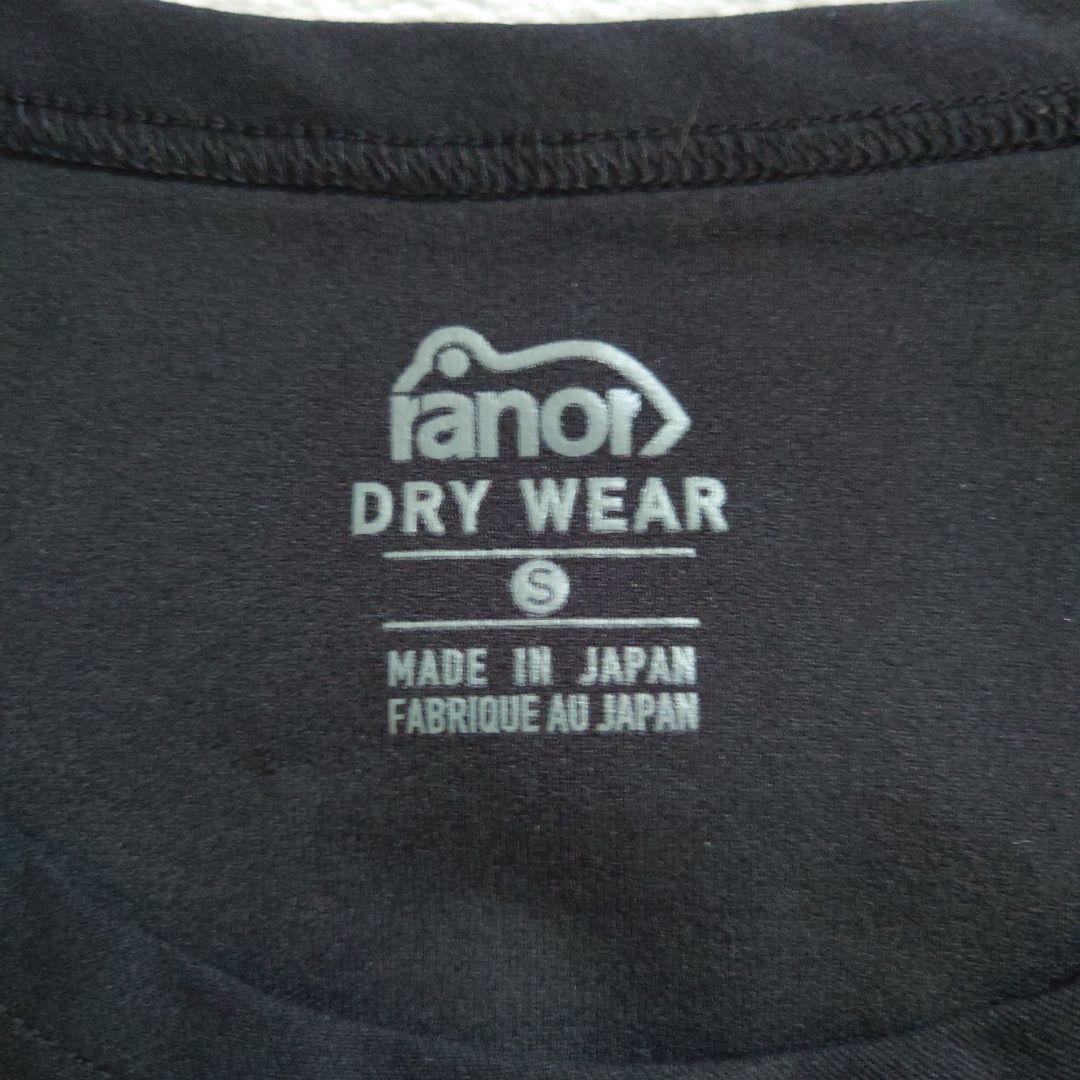 ranor
DRY WEAR
S
MADE IN JAPAN
FABRIQUE AU JAPAN